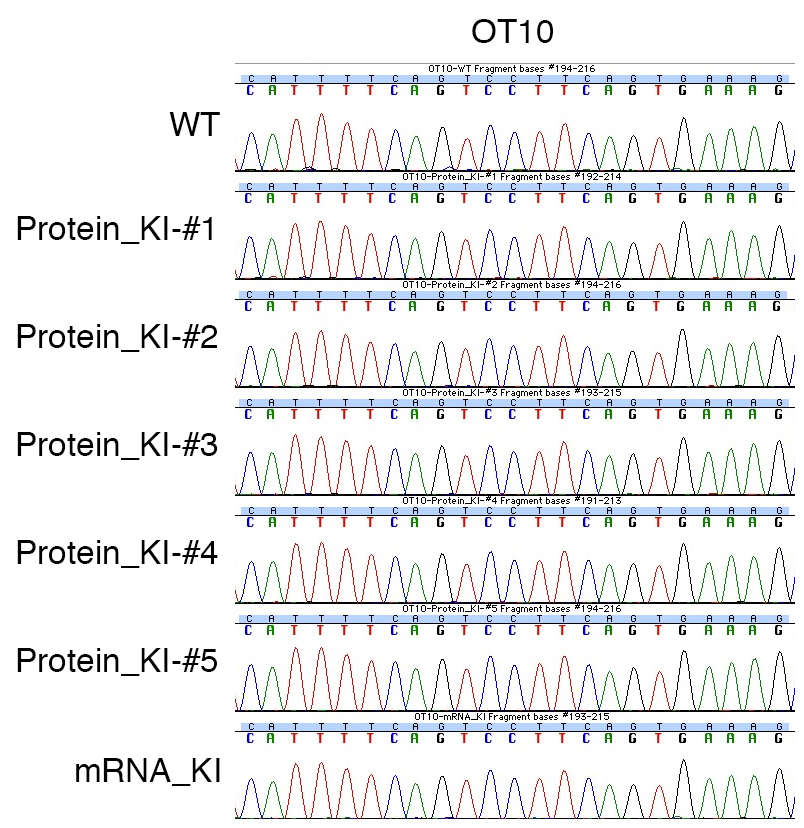 OT10
OT10-WT Fragment bases #194-216
C A T T T T C A G T C C T T C A G T G A A A G
C A T T T T C A G T C C T T C A G T G A A A G
WT
OT10-Protein_KI-#1 Fragment bases #192-214
C A T T T T C A G T C C T T C A G T G A A A G
C A T T T T C A G T C C T T C A G T G A A A G
Protein_KI-#1
OT10-Protein_KI-#2 Fragment bases #194-216
C A T T T T C A G T C C T T C A G T G A A A G
C A T T T T C A G T C C T T C A G T G A A A G
Protein_KI-#2
OT10-Protein_KI-#3 Fragment bases #193-215
C A T T T T C A G T C C T T C A G T G A A A G
C A T T T T C A G T C C T T C A G T G A A A G
Protein_KI-#3
OT10-Protein_KI-#4 Fragment bases #191-213
C A T T T T C A G T C C T T C A G T G A A A G
C A T T T T C A G T C C T T C A G T G A A A G
Protein_KI-#4
OT10-Protein_KI-#5 Fragment bases #194-216
C A T T T T C A G T C C T T C A G T G A A A G
C A T T T T C A G T C C T T C A G T G A A A G
Protein_KI-#5
OT10-mRNA_KI Fragment bases #193-215
C A T T T T C A G T C C T T C A G T G A A A G
C A T T T T C A G T C C T T C A G T G A A A G
mRNA_KI